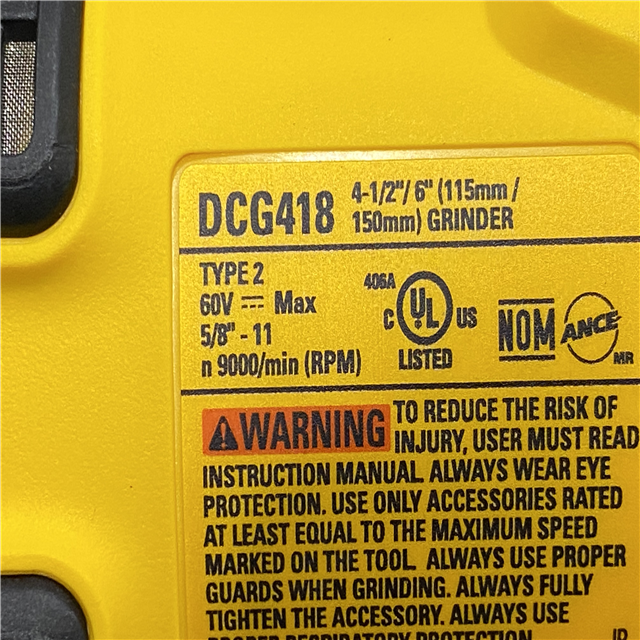 DCG418 4-1/2"/ 6" (115mm /
150mm) GRINDER
TYPE 2
60V ⎓ Max
5/8" - 11
n 9000/min (RPM)
406A
C UL US
LISTED
NOM ANCE
MR
WARNING TO REDUCE THE RISK OF
INJURY, USER MUST READ
INSTRUCTION MANUAL. ALWAYS WEAR EYE
PROTECTION. USE ONLY ACCESSORIES RATED
AT LEAST EQUAL TO THE MAXIMUM SPEED
MARKED ON THE TOOL. ALWAYS USE PROPER
GUARDS WHEN GRINDING. ALWAYS FULLY
TIGHTEN THE ACCESSORY. ALWAYS USE
PROPER RESPIRATORY PROTECTION.